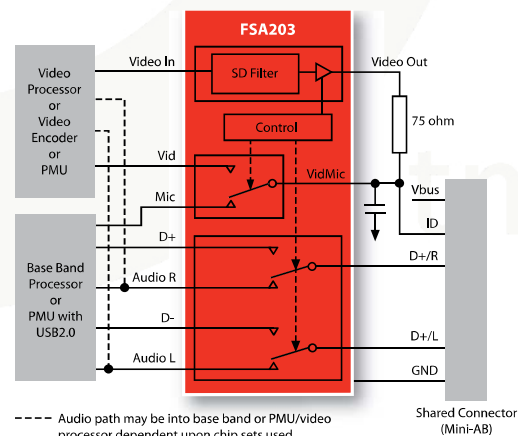 FSA203
Video In
Video Out
SD Filter
Video
Processor
or
Video
Encoder
or
PMU
75 ohm
Control
Vid
VidMic
Mic
Vbus
ID
D+
D+/R
Base Band
Processor
or
PMU with
USB2.0
Audio R
D-
D+/L
Audio L
GND
Shared Connector
(Mini-AB)
Audio path may be into base band or PMU/video
processor dependent upon chip sets used